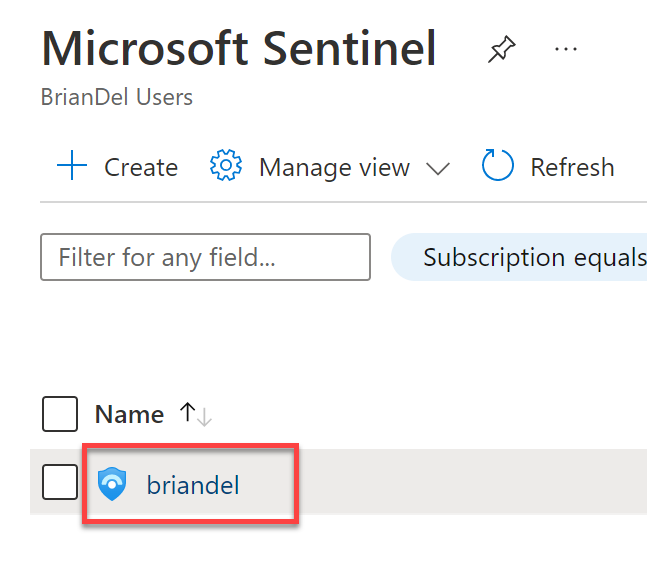 Microsoft Sentinel
BrianDel Users
Create Manage view Refresh
Filter for any field... Subscription equals
Name
briandel